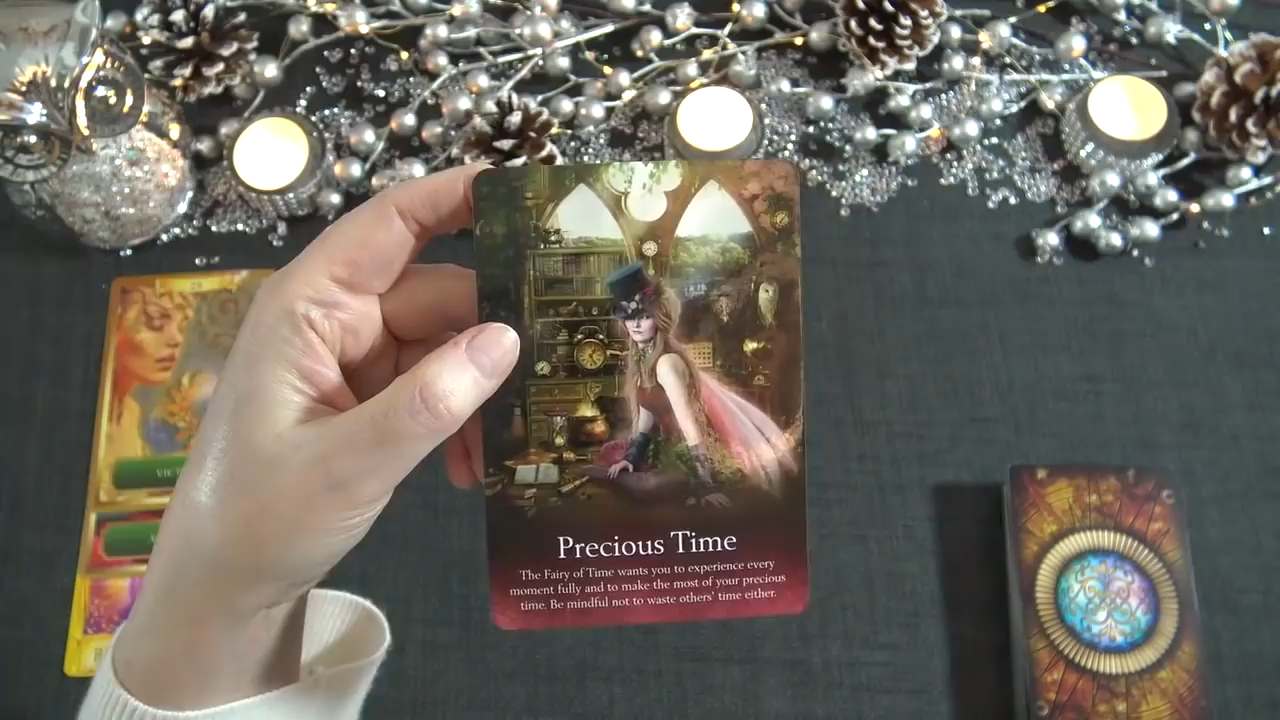 Precious Time
The Fairy of Time wants you to experience every
moment fully and to make the most of your precious
time. Be mindful not to waste others' time either.